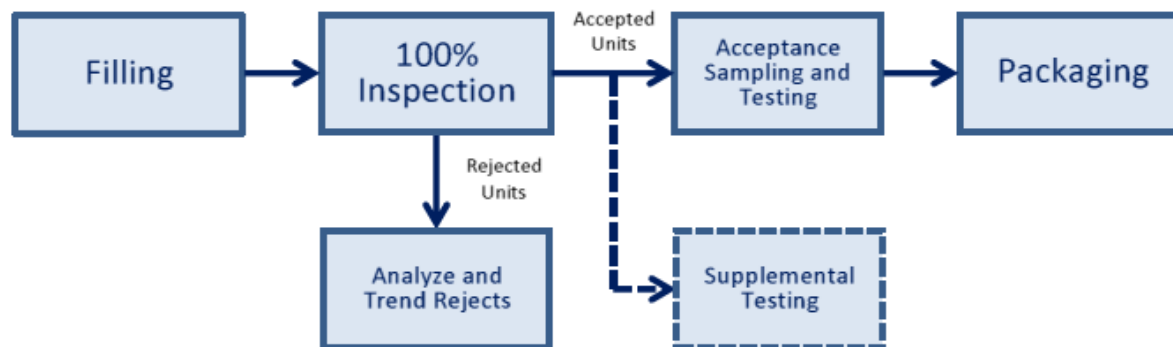 Filling
100%
Inspection
Accepted
Units
Acceptance
Sampling and
Testing
Packaging
Rejected
Units
Analyze and
Trend Rejects
Supplemental
Testing